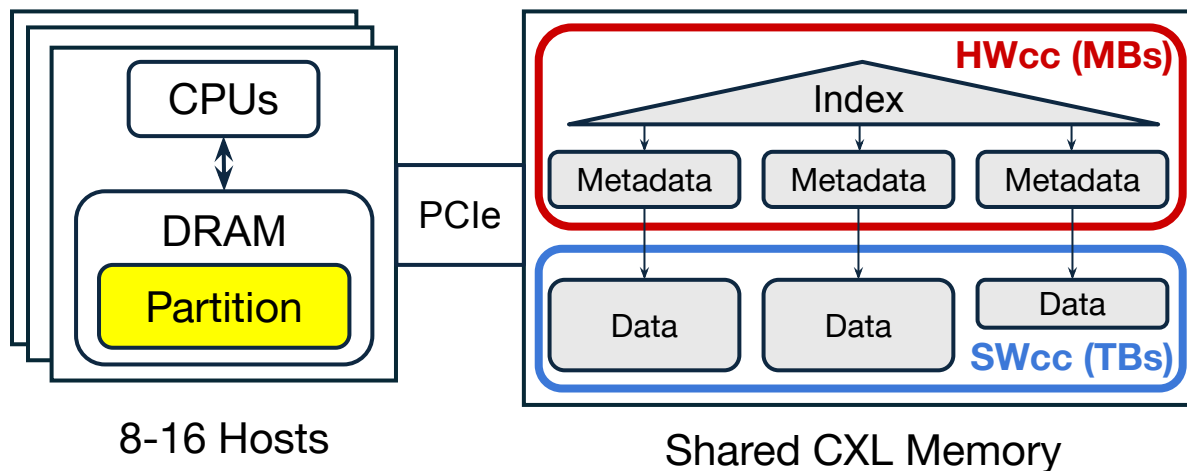 CPUs
DRAM
Partition
8-16 Hosts
PCIe
HWcc (MBs)
Index
Metadata
Metadata
Metadata
Data
Data
Data
SWcc (TBs)
Shared CXL Memory